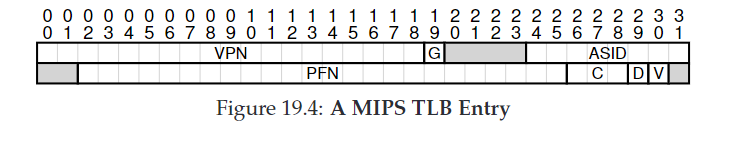 0 0 0 0 0 0 0 0 0 0 1 1 1 1 1 1 1 1 1 1 2 2 2 2 2 2 2 2 2 2 3 3
0 1 2 3 4 5 6 7 8 9 0 1 2 3 4 5 6 7 8 9 0 1 2 3 4 5 6 7 8 9 0 1
VPN G ASID
PFN C D V
Figure 19.4: A MIPS TLB Entry